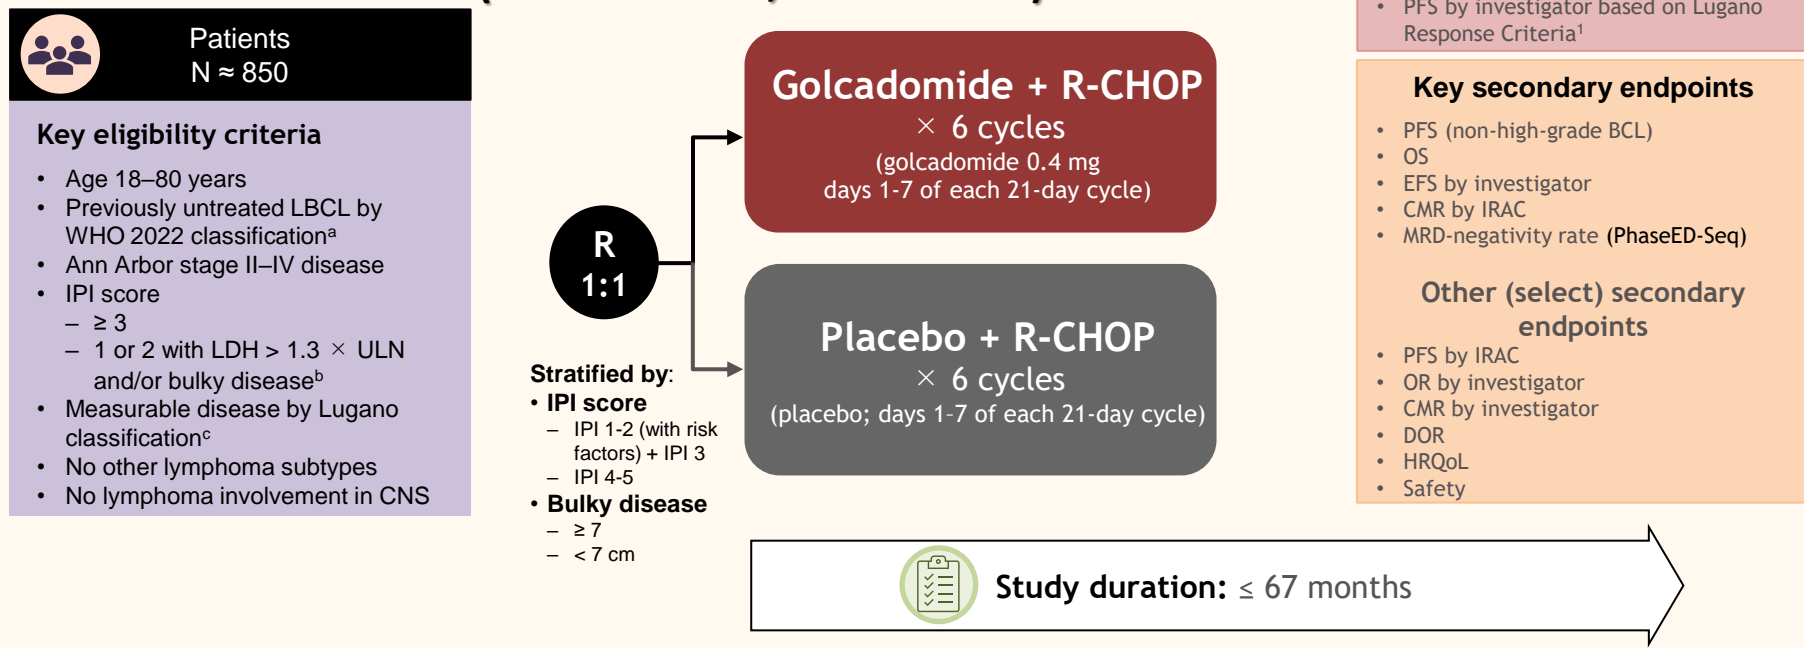 Patients
N ≈ 850
Key eligibility criteria
• Age 18–80 years
• Previously untreated LBCL by
WHO 2022 classificationᵃ
• Ann Arbor stage II–IV disease
• IPI score
– ≥ 3
– 1 or 2 with LDH > 1.3 × ULN
and/or bulky diseaseᵇ
• Measurable disease by Lugano
classificationᶜ
• No other lymphoma subtypes
• No lymphoma involvement in CNS
R
1:1
Stratified by:
• IPI score
– IPI 1-2 (with risk
factors) + IPI 3
– IPI 4-5
• Bulky disease
– ≥ 7
– < 7 cm
Golcadomide + R-CHOP
× 6 cycles
(golcadomide 0.4 mg
days 1-7 of each 21-day cycle)
Placebo + R-CHOP
× 6 cycles
(placebo; days 1–7 of each 21-day cycle)
• PFS by investigator based on Lugano
Response Criteria¹
Key secondary endpoints
• PFS (non-high-grade BCL)
• OS
• EFS by investigator
• CMR by IRAC
• MRD-negativity rate (PhaseED-Seq)
Other (select) secondary
endpoints
• PFS by IRAC
• OR by investigator
• CMR by investigator
• DOR
• HRQoL
• Safety
Study duration: ≤ 67 months